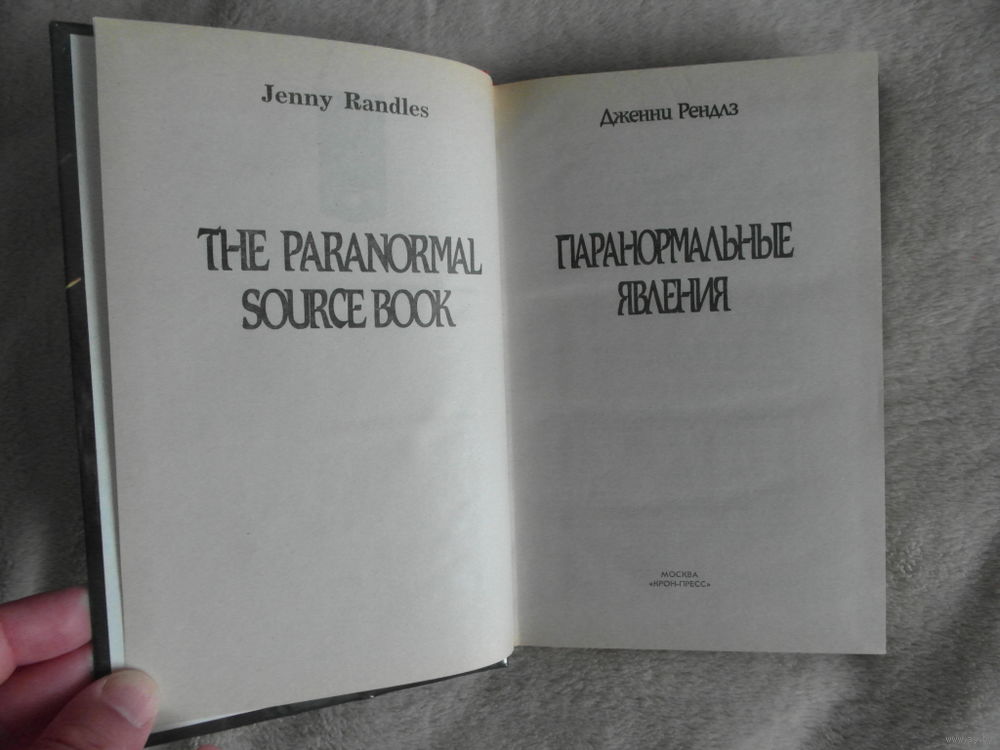 Jenny Randles
THE PARANORMAL
SOURCE BOOK
Дженни Рендлз
ПАРАНОРМАЛЬНЫЕ
ЯВЛЕНИЯ
МОСКВА
«КРОН-ПРЕСС»